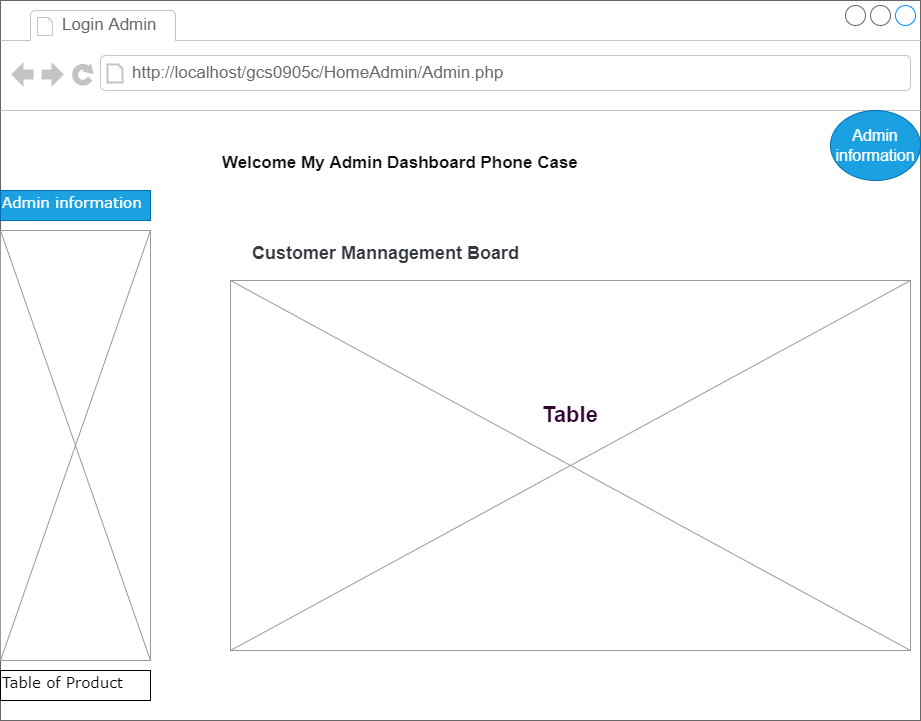 Login Admin
http://localhost/gcs0905c/HomeAdmin/Admin.php
Admin
information
Welcome My Admin Dashboard Phone Case
Admin information
Customer Mannagement Board
Table
Table of Product